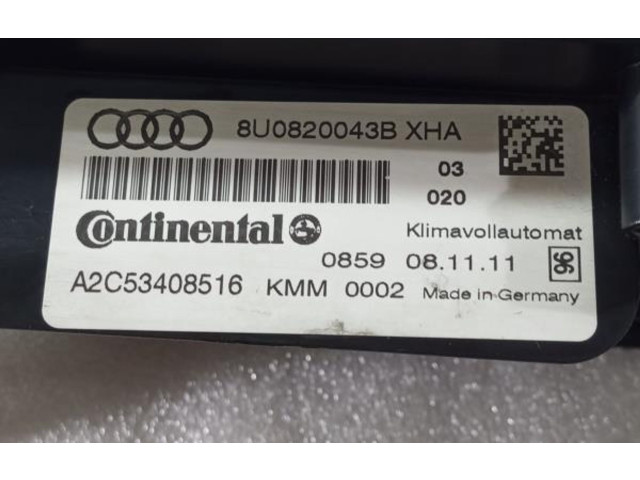 8U0820043B XHA
03
020
Continental
Klimavollautomat
0859 08.11.11
A2C53408516 KMM 0002 Made in Germany